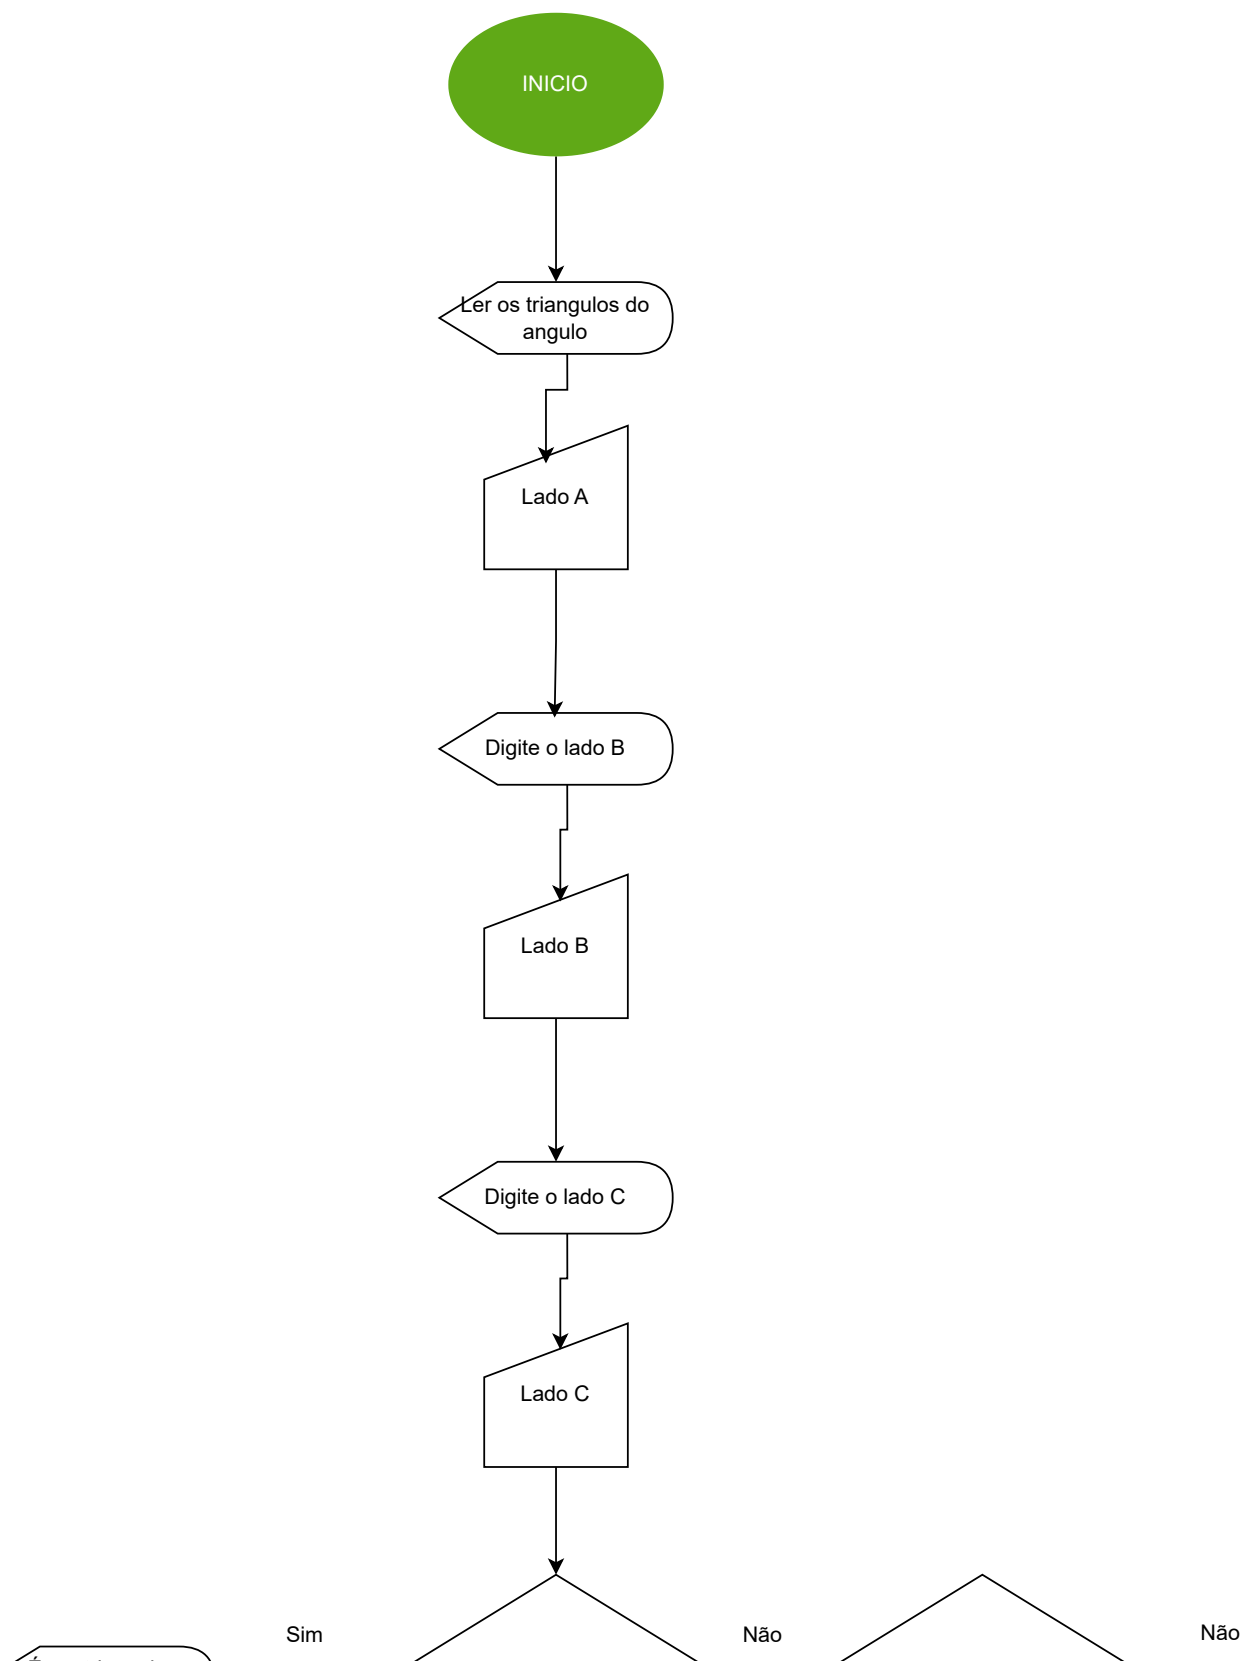 INICIO
Ler os triangulos do
angulo
Lado A
Digite o lado B
Lado B
Digite o lado C
Lado C
Sim
Não
Não